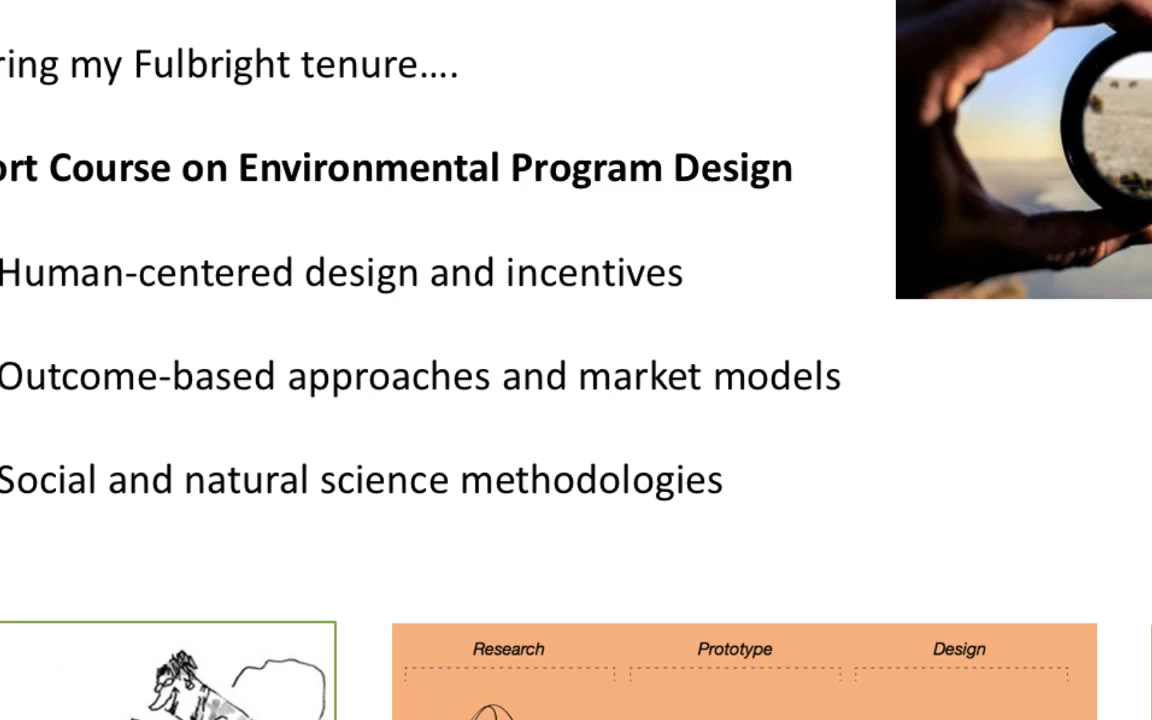 ring my Fulbright tenure....
ort Course on Environmental Program Design
Human-centered design and incentives
Outcome-based approaches and market models
Social and natural science methodologies
Research Prototype Design